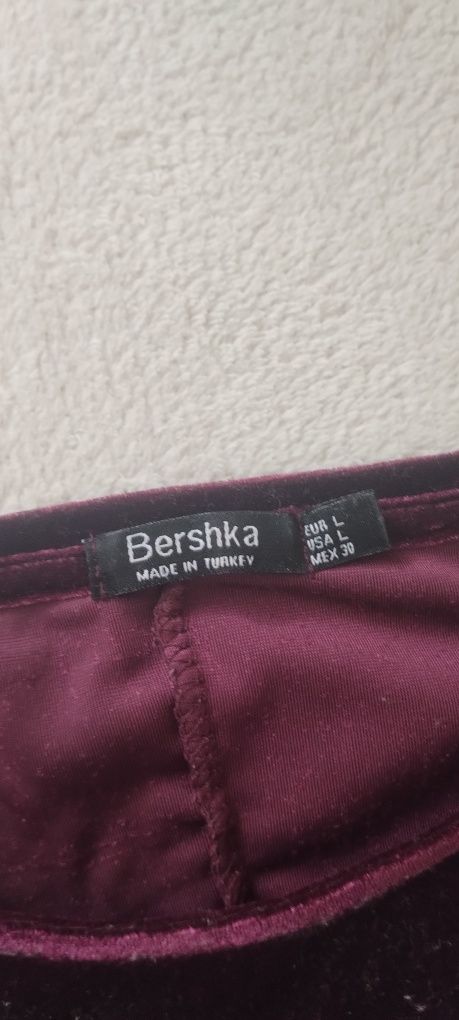 Bershka
MADE IN TURKEY
EUR L
USA L
MEX 30